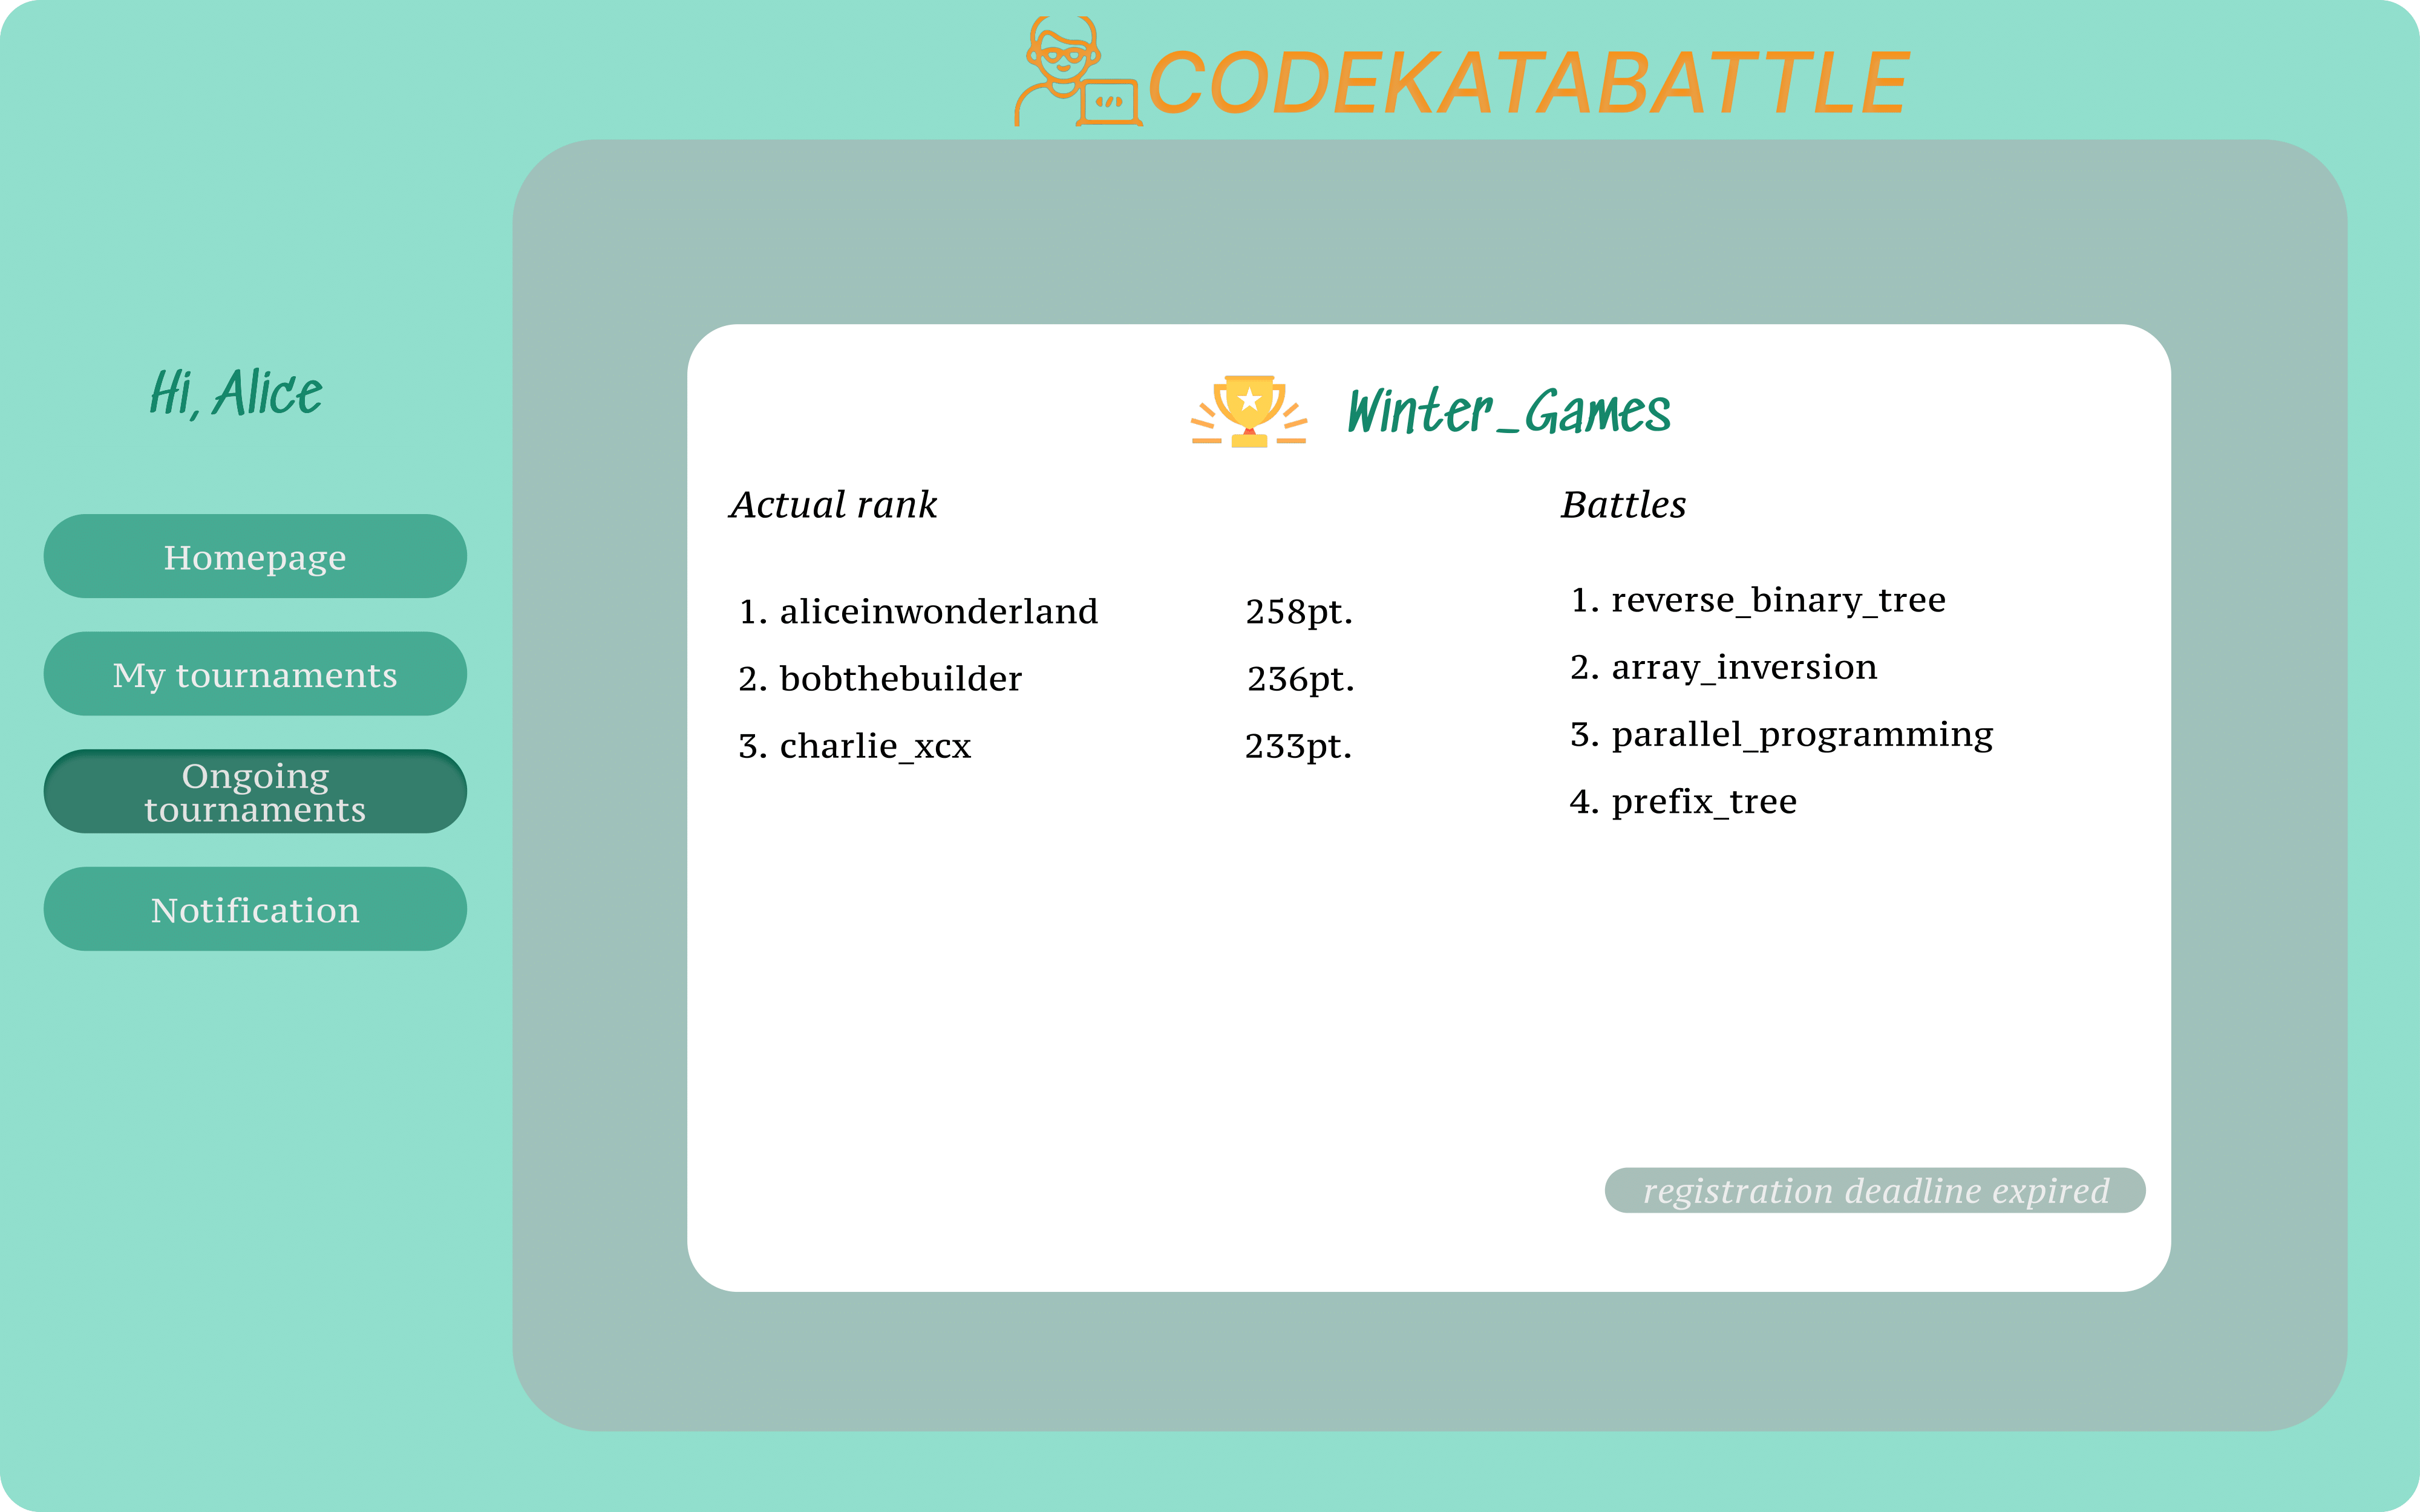 CODEKATABATTLE
Hi, Alice
Homepage
My tournaments
Ongoing
tournaments
Notification
Winter_Games
Actual rank
1. aliceinwonderland 258pt.
2. bobthebuilder 236pt.
3. charlie_xcx 233pt.
Battles
1. reverse_binary_tree
2. array_inversion
3. parallel_programming
4. prefix_tree
registration deadline expired